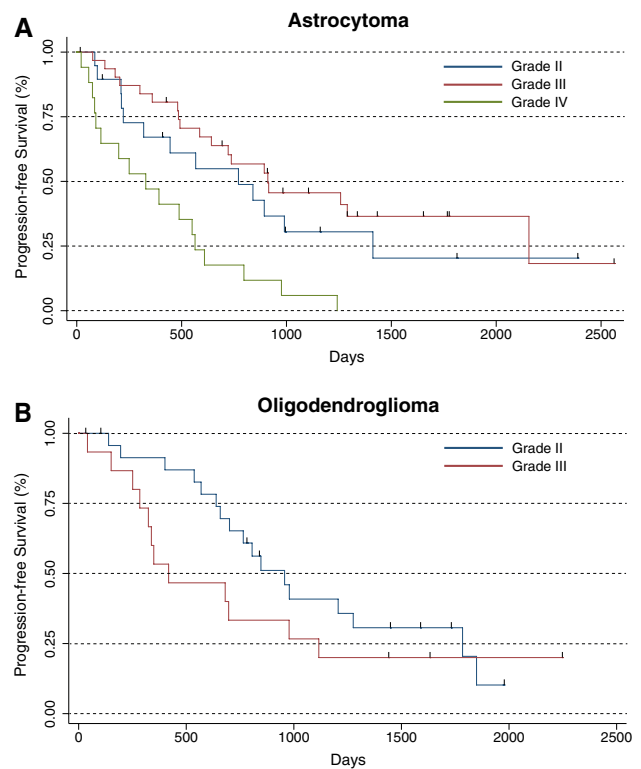 A
Astrocytoma
Progression-free Survival (%)
1.00
0.75
0.50
0.25
0.00
Grade II
Grade III
Grade IV
0 500 1000 1500 2000 2500
Days
B
Oligodendroglioma
Progression-free Survival (%)
1.00
0.75
0.50
0.25
0.00
Grade II
Grade III
0 500 1000 1500 2000 2500
Days